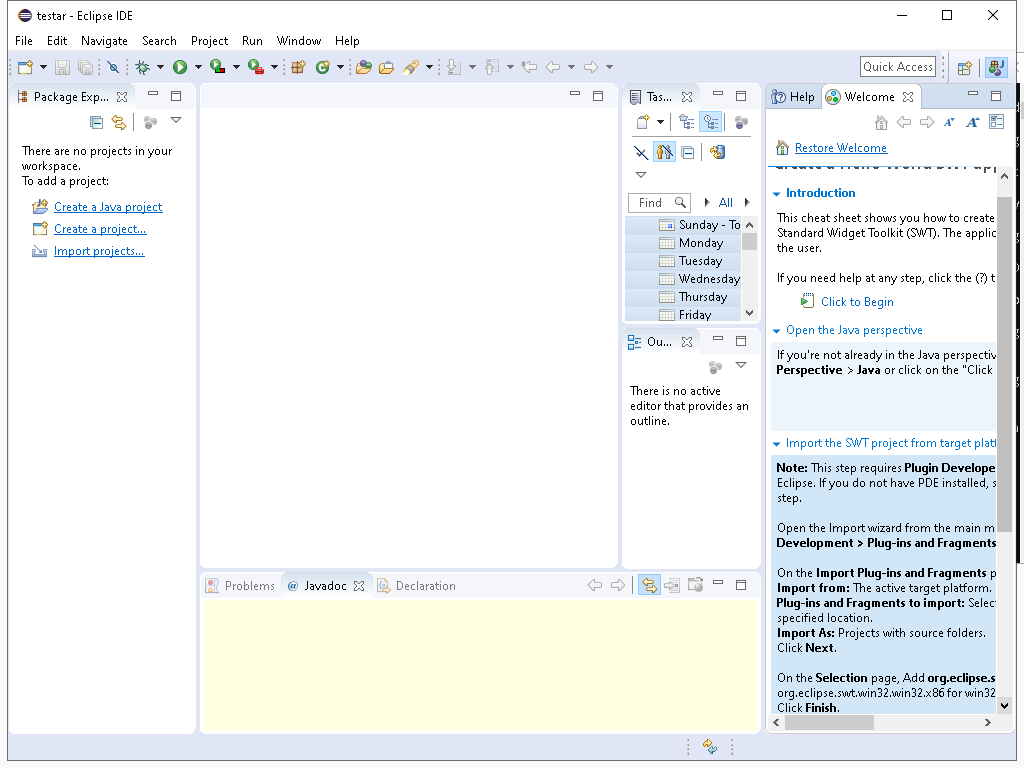 testar - Eclipse IDE
File Edit Navigate Search Project Run Window Help
Quick Access
Package Exp...
There are no projects in your
workspace.
To add a project:
Create a Java project
Create a project...
Import projects...
Tas...
Find
All
Sunday - To
Monday
Tuesday
Wednesday
Thursday
Friday
Ou...
There is no active
editor that provides an
outline.
Problems
@ Javadoc
Declaration
Help
Welcome
Restore Welcome
Create a Hello World SWT app
Introduction
This cheat sheet shows you how to create
Standard Widget Toolkit (SWT). The applic
the user.
If you need help at any step, click the (?) t
Click to Begin
Open the Java perspective
If you're not already in the Java perspectiv
Perspective > Java or click on the "Click
Import the SWT project from target platf
Note: This step requires Plugin Develope
Eclipse. If you do not have PDE installed, s
step.
Open the Import wizard from the main m
Development > Plug-ins and Fragments
On the Import Plug-ins and Fragments p
Import from: The active target platform.
Plug-ins and Fragments to import: Selec
specified location.
Import As: Projects with source folders.
Click Next.
On the Selection page, Add org.eclipse.s
org.eclipse.swt.win32.win32.x86 for win32
Click Finish.